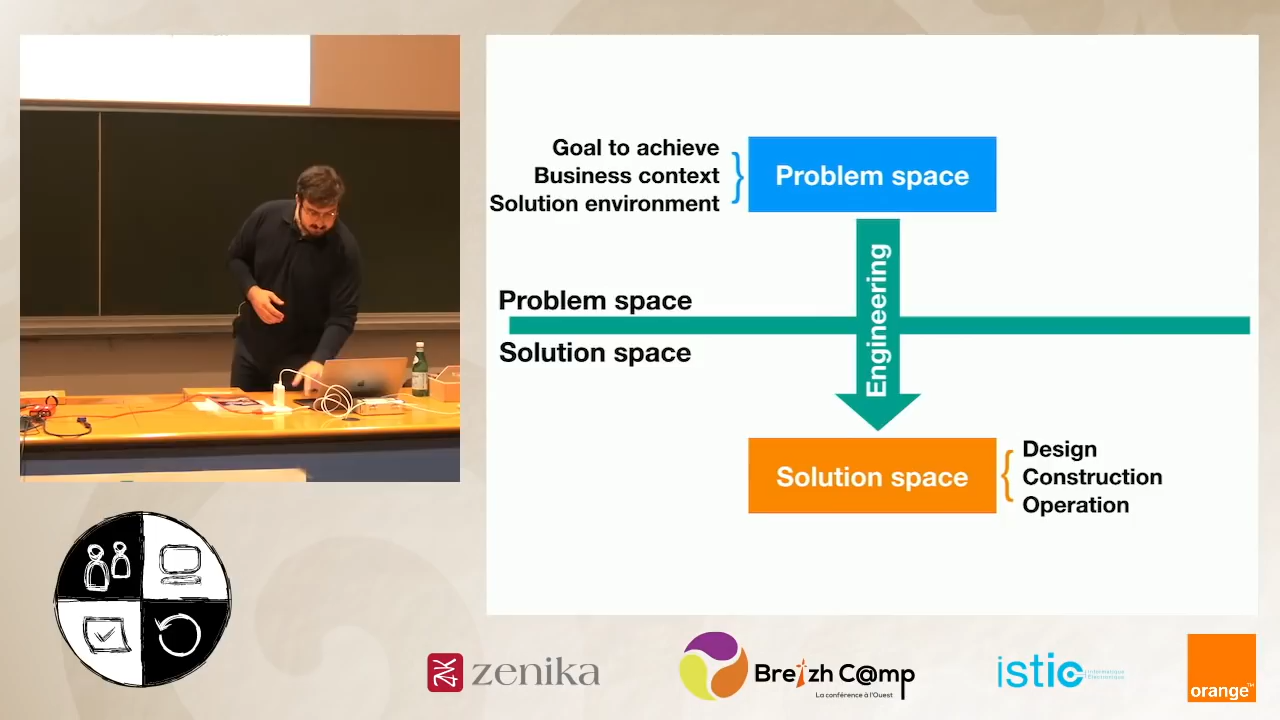 Goal to achieve
Business context
Solution environment
Problem space
Engineering
Problem space
Solution space
Solution space
Design
Construction
Operation
zenika
Breizh C@mp
La conférence à l'Ouest
istic
orange™